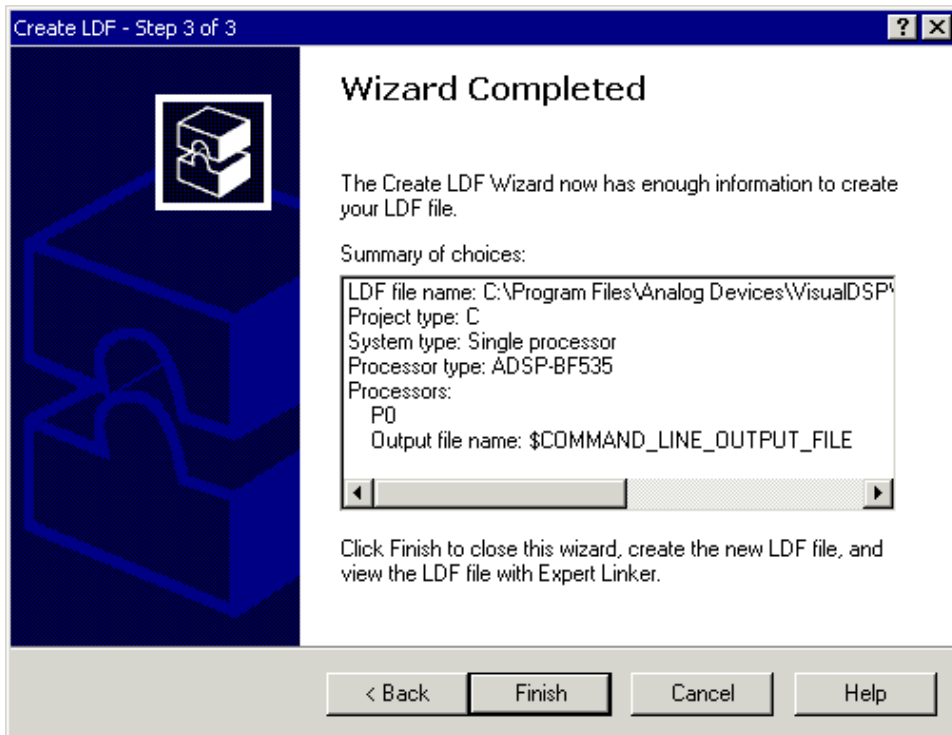 Create LDF - Step 3 of 3
Wizard Completed
The Create LDF Wizard now has enough information to create
your LDF file.
Summary of choices:
LDF file name: C:\Program Files\Analog Devices\VisualDSP\
Project type: C
System type: Single processor
Processor type: ADSP-BF535
Processors:
P0
Output file name: $COMMAND_LINE_OUTPUT_FILE
Click Finish to close this wizard, create the new LDF file, and
view the LDF file with Expert Linker.
< Back Finish Cancel Help